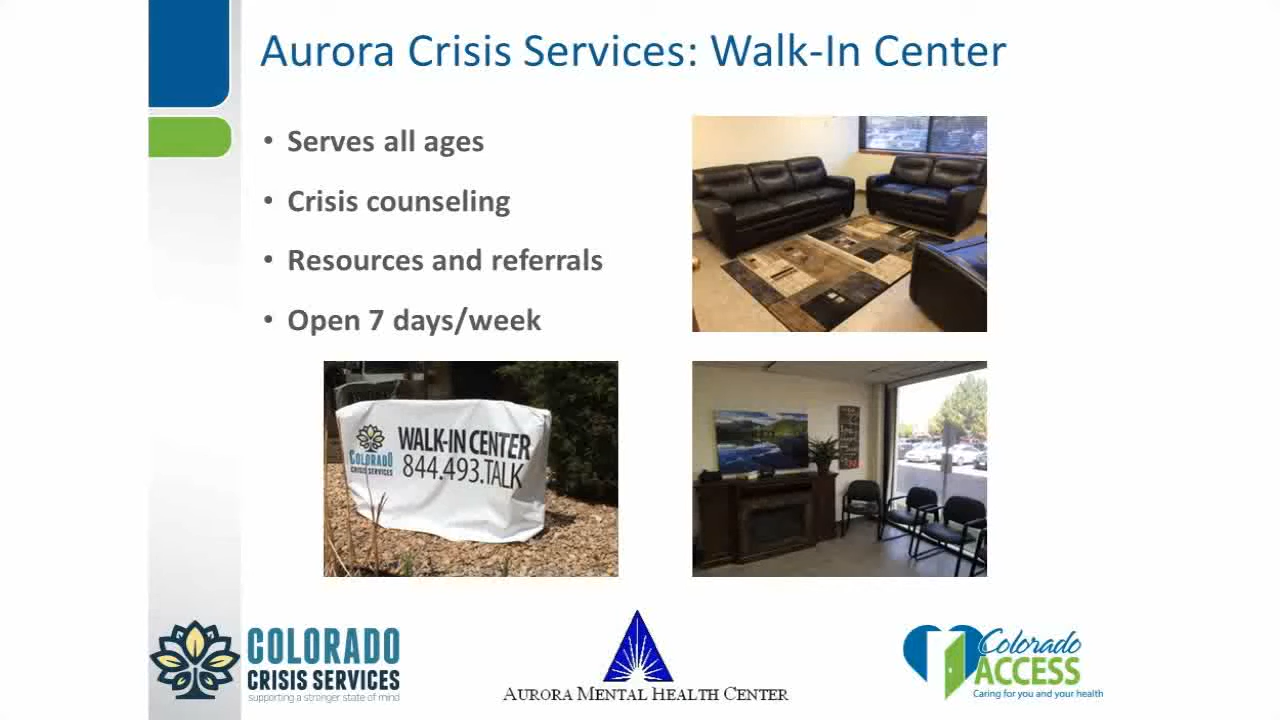 Aurora Crisis Services: Walk-In Center
• Serves all ages
• Crisis counseling
• Resources and referrals
• Open 7 days/week
COLORADO
CRISIS SERVICES
WALK-IN CENTER
844.493.TALK
COLORADO
CRISIS SERVICES
supporting a stronger state of mind
AURORA MENTAL HEALTH CENTER
Colorado
ACCESS
Caring for you and your health